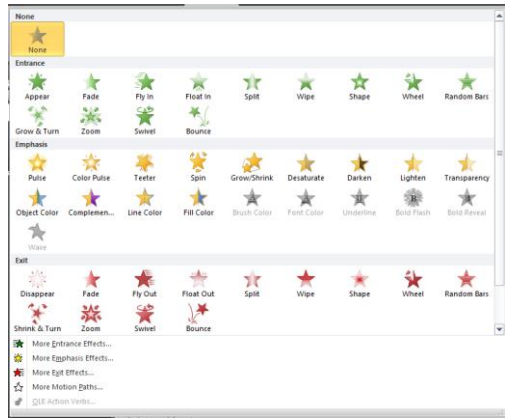 None
None
Entrance
Appear Fade Fly In Float In Split Wipe Shape Wheel Random Bars
Grow & Turn Zoom Swivel Bounce
Emphasis
Pulse Color Pulse Teeter Spin Grow/Shrink Desaturate Darken Lighten Transparency
Object Color Complemen... Line Color Fill Color Brush Color Font Color Underline Bold Flash Bold Reveal
Wave
Exit
Disappear Fade Fly Out Float Out Split Wipe Shape Wheel Random Bars
Shrink & Turn Zoom Swivel Bounce
More Entrance Effects...
More Emphasis Effects...
More Exit Effects...
More Motion Paths...
OLE Action Verbs...